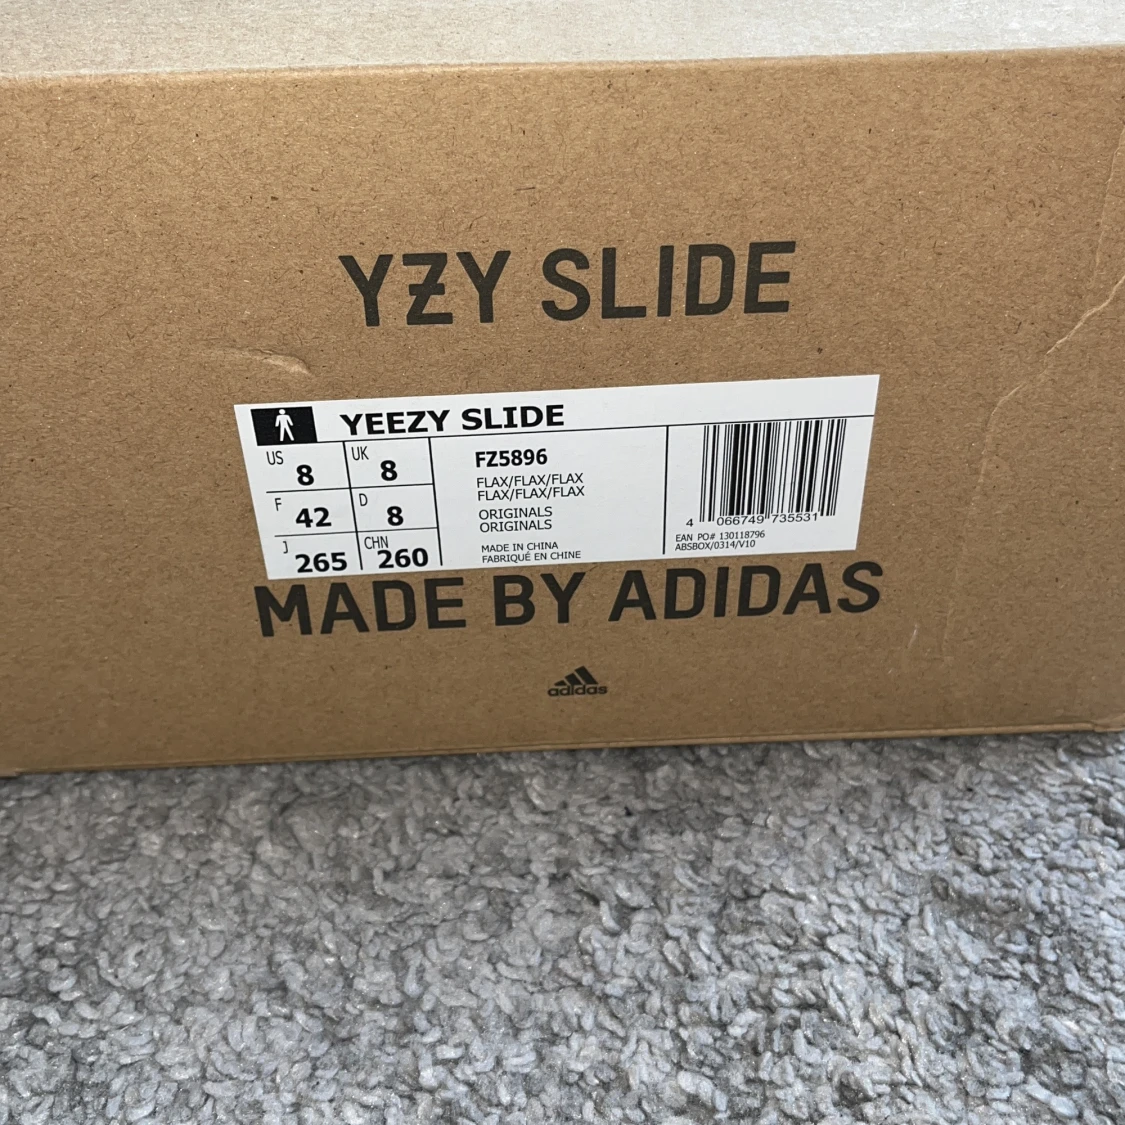 YZY SLIDE
YEEZY SLIDE
US 8 UK 8
F 42 D 8
J 265 CHN 260
FZ5896
FLAX/FLAX/FLAX
FLAX/FLAX/FLAX
ORIGINALS
ORIGINALS
MADE IN CHINA
FABRIQUÉ EN CHINE
4 066749 735531
EAN PO# 130118796
ABSBOX/0314/V10
MADE BY ADIDAS
adidas